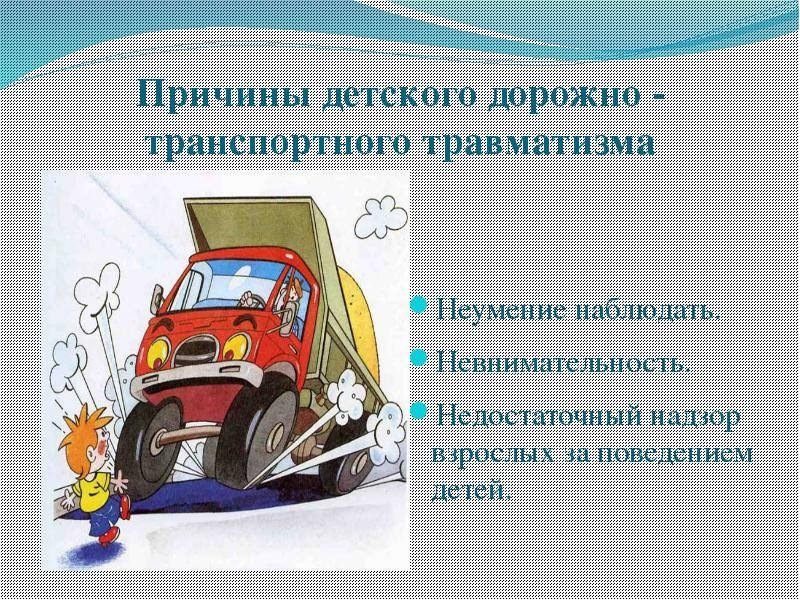 Причины детского дорожно -
транспортного травматизма
Неумение наблюдать.
Невнимательность.
Недостаточный надзор
взрослых за поведением
детей